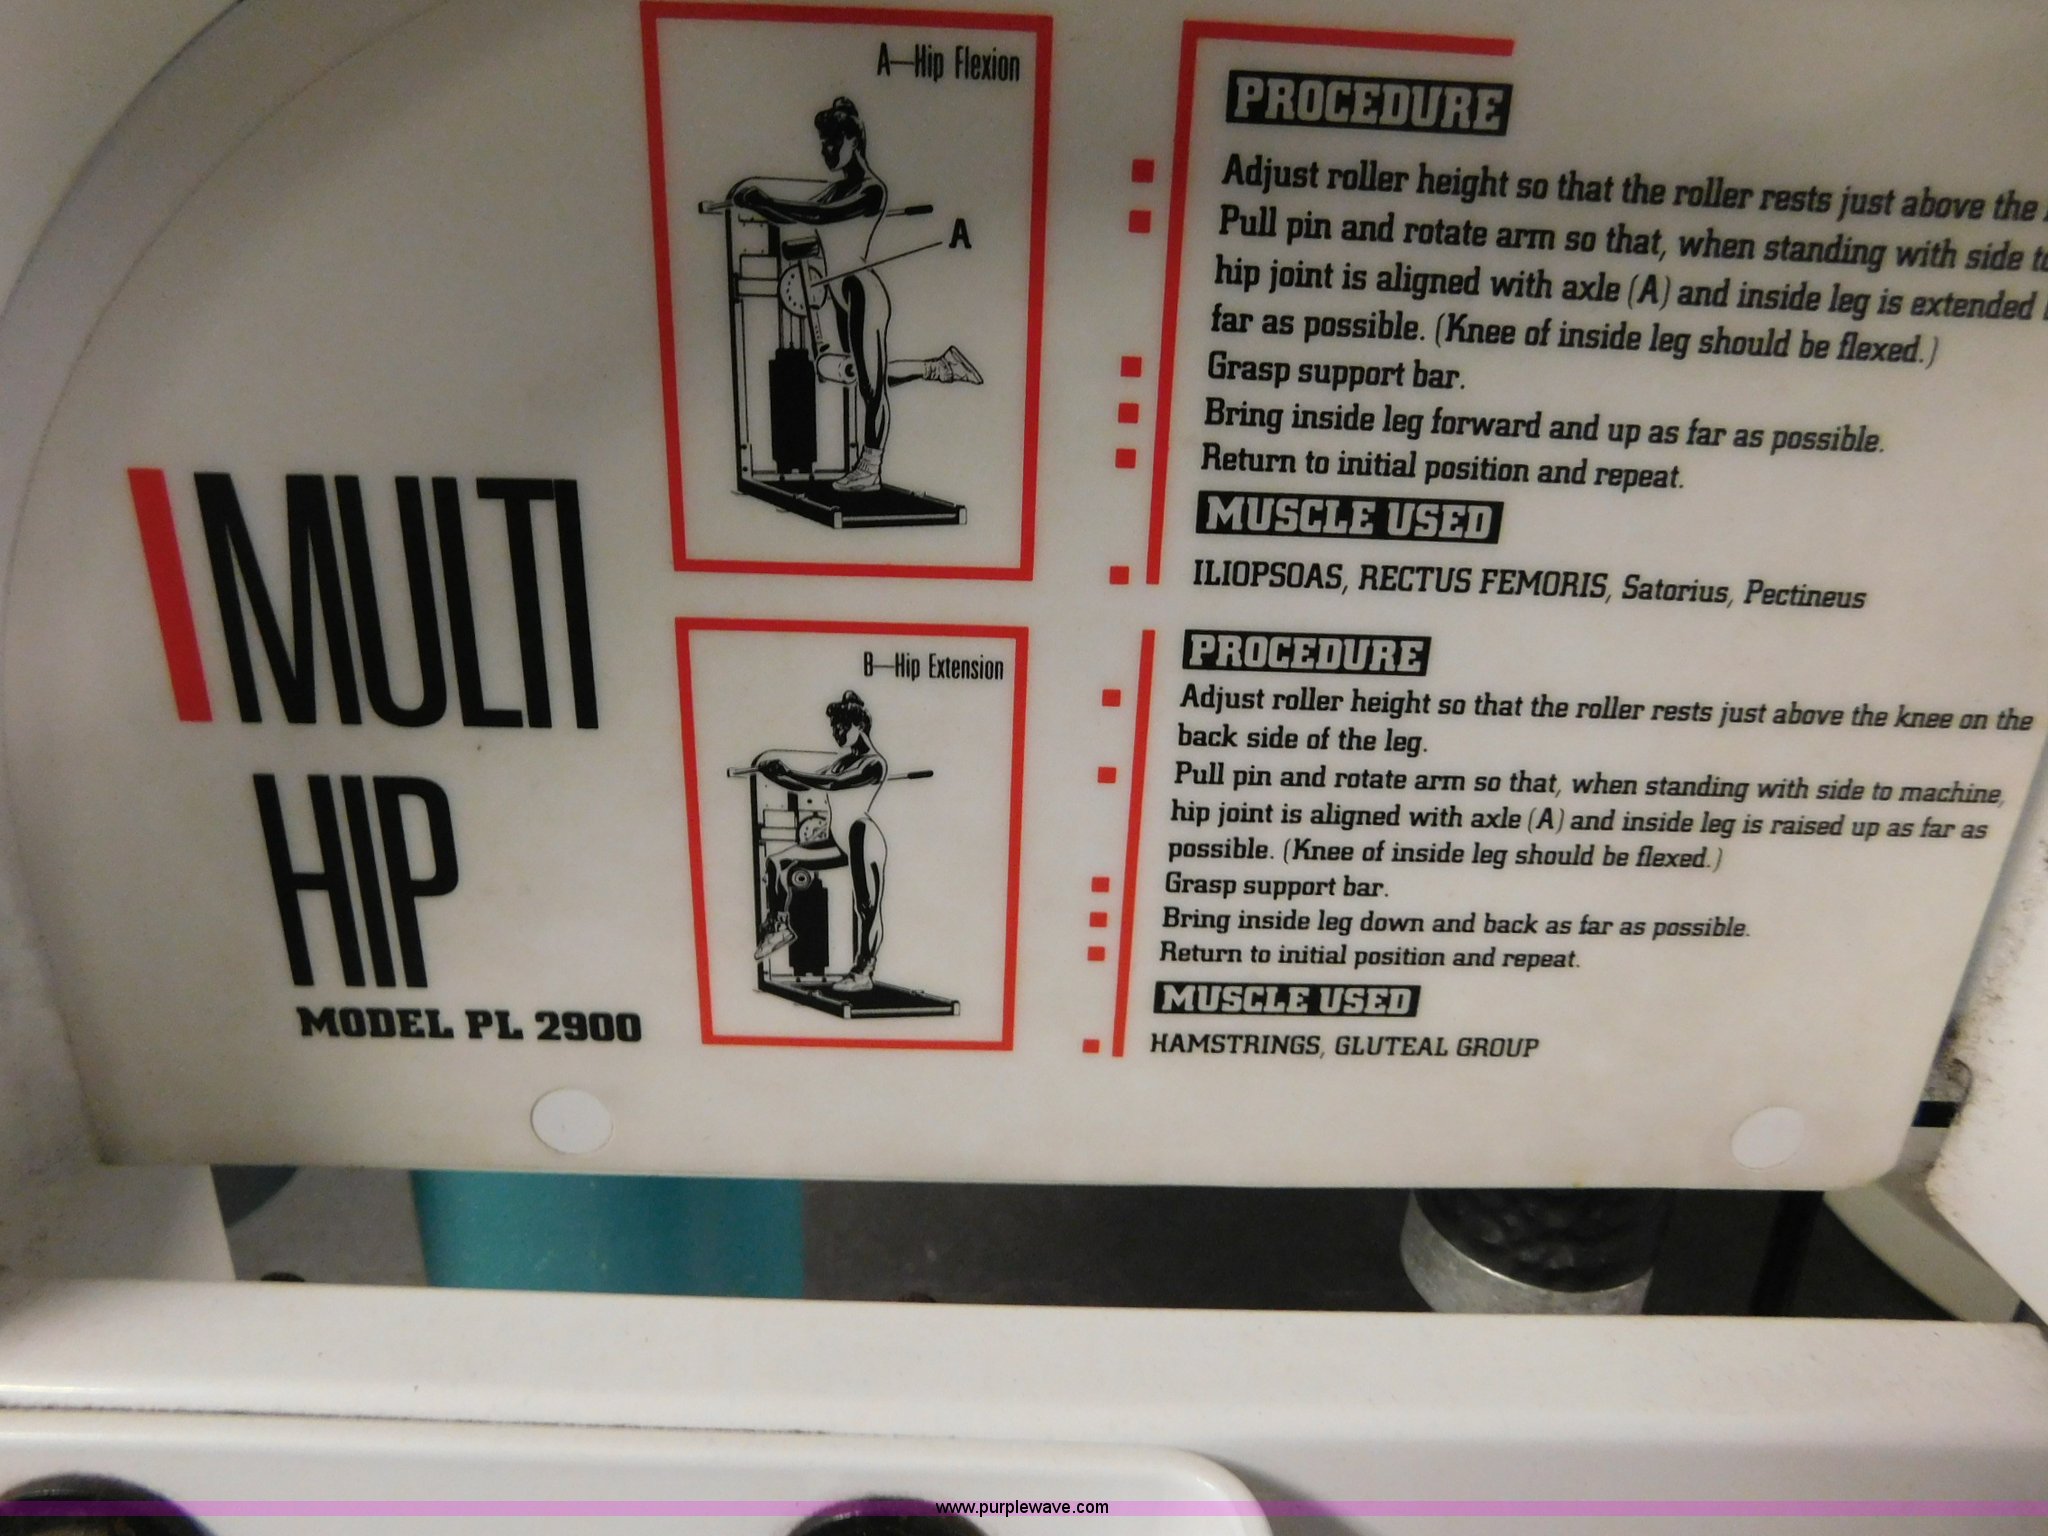 A—Hip Flexion
A
PROCEDURE
Adjust roller height so that the roller rests just above the
Pull pin and rotate arm so that, when standing with side to
hip joint is aligned with axle (A) and inside leg is extended
far as possible. (Knee of inside leg should be flexed.)
Grasp support bar.
Bring inside leg forward and up as far as possible.
Return to initial position and repeat.
MUSCLE USED
ILIOPSOAS, RECTUS FEMORIS, Satorius, Pectineus
MULTI
HIP
MODEL PL 2900
B—Hip Extension
PROCEDURE
Adjust roller height so that the roller rests just above the knee on the
back side of the leg.
Pull pin and rotate arm so that, when standing with side to machine,
hip joint is aligned with axle (A) and inside leg is raised up as far as
possible. (Knee of inside leg should be flexed.)
Grasp support bar.
Bring inside leg down and back as far as possible.
Return to initial position and repeat.
MUSCLE USED
HAMSTRINGS, GLUTEAL GROUP
www.purplewave.com